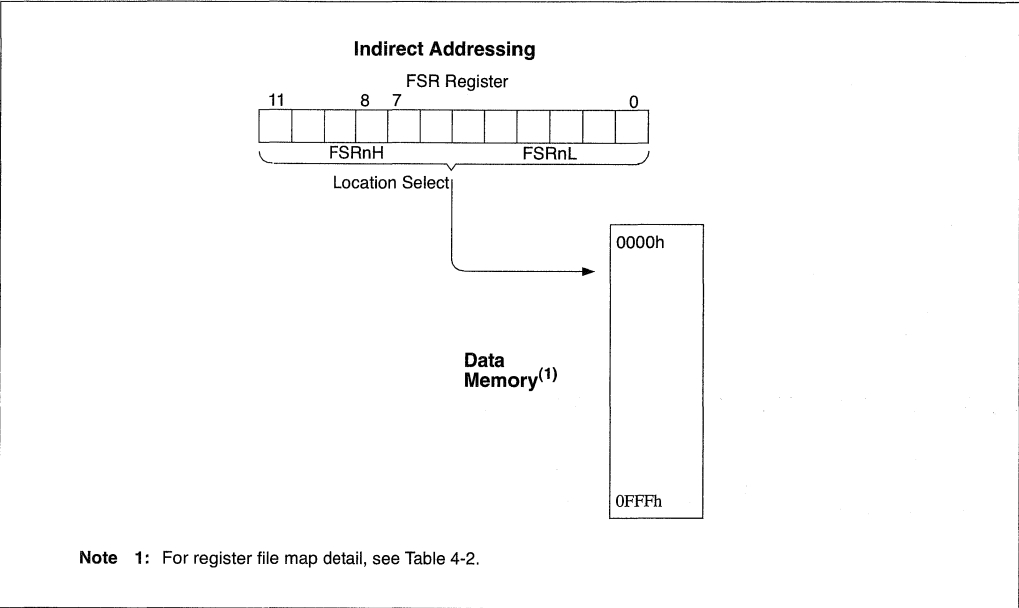 Indirect Addressing
FSR Register
11 8 7 0
FSRnH FSRnL
Location Select
0000h
Data
Memory(1)
0FFFh
Note 1: For register file map detail, see Table 4-2.